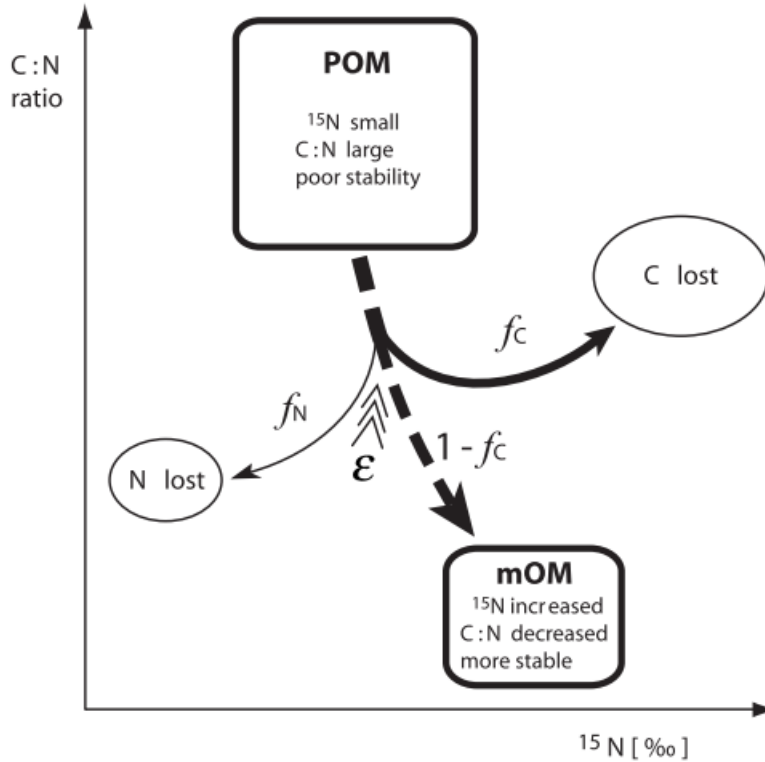 C:N
ratio
POM
¹⁵N small
C:N large
poor stability
C lost
fC
fN
N lost
ε
1 - fC
mOM
¹⁵N increased
C:N decreased
more stable
¹⁵N [‰]